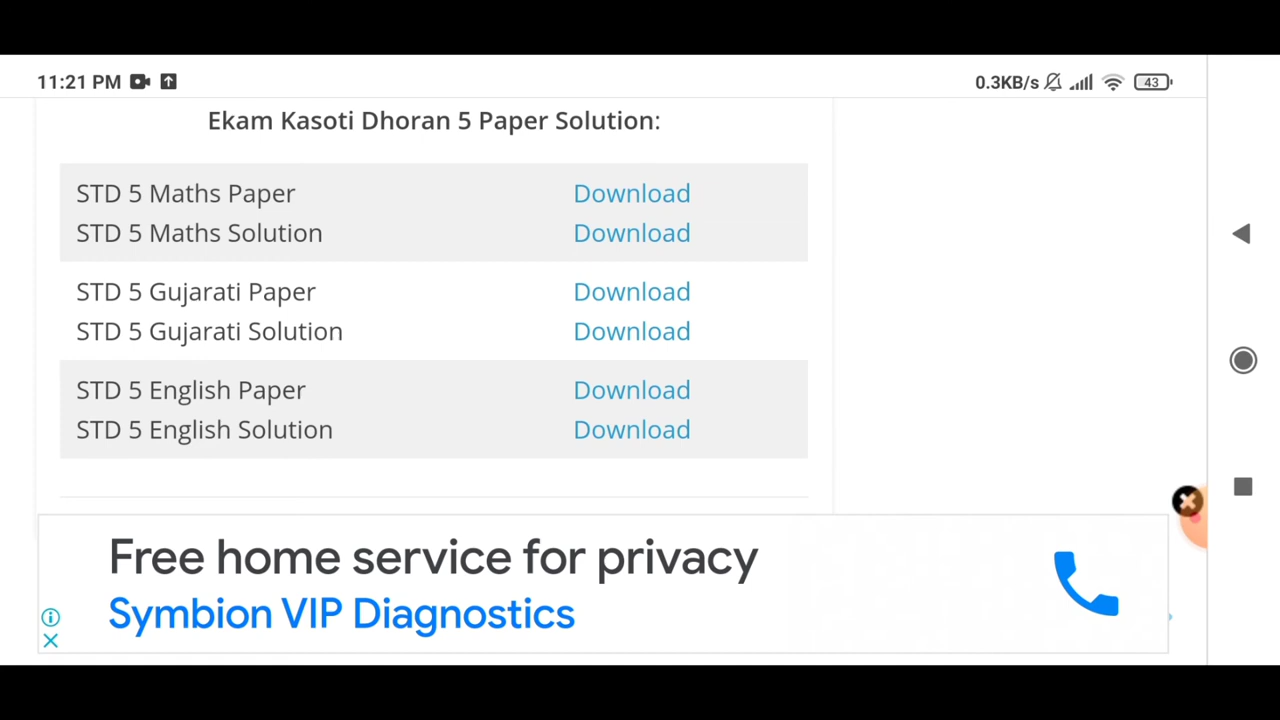 11:21 PM
0.3KB/s 43
Ekam Kasoti Dhoran 5 Paper Solution:
STD 5 Maths Paper Download
STD 5 Maths Solution Download
STD 5 Gujarati Paper Download
STD 5 Gujarati Solution Download
STD 5 English Paper Download
STD 5 English Solution Download
Free home service for privacy
Symbion VIP Diagnostics